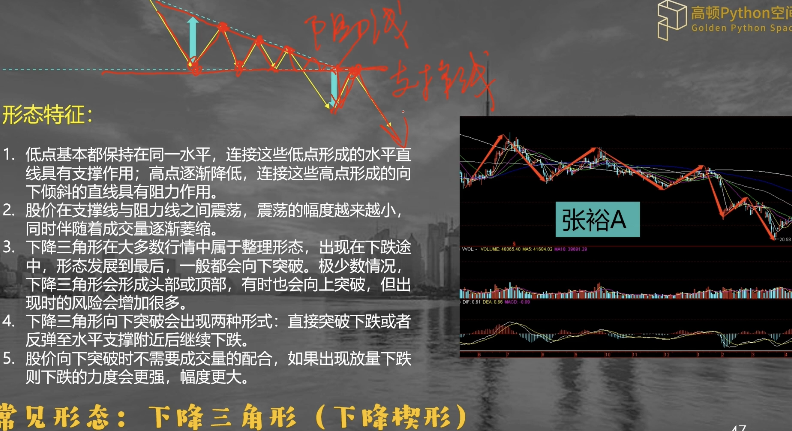 高顿Python空间
Golden Python Spac
下降线
支撑线
形态特征:
1. 低点基本都保持在同一水平,连接这些低点形成的水平直
线具有支撑作用;高点逐渐降低,连接这些高点形成的向
下倾斜的直线具有阻力作用。
2. 股价在支撑线与阻力线之间震荡,震荡的幅度越来越小,
同时伴随着成交量逐渐萎缩。
3. 下降三角形在大多数行情中属于整理形态,出现在下跌途
中,形态发展到最后,一般都会向下突破。极少数情况,
下降三角形会形成头部或顶部,有时也会向上突破,但出
现时的风险会增加很多。
4. 下降三角形向下突破会出现两种形式:直接突破下跌或者
反弹至水平支撑附近后继续下跌。
5. 股价向下突破时不需要成交量的配合,如果出现放量下跌
则下跌的力度会更强,幅度更大。
张裕A
常见形态:下降三角形(下降楔形)
47